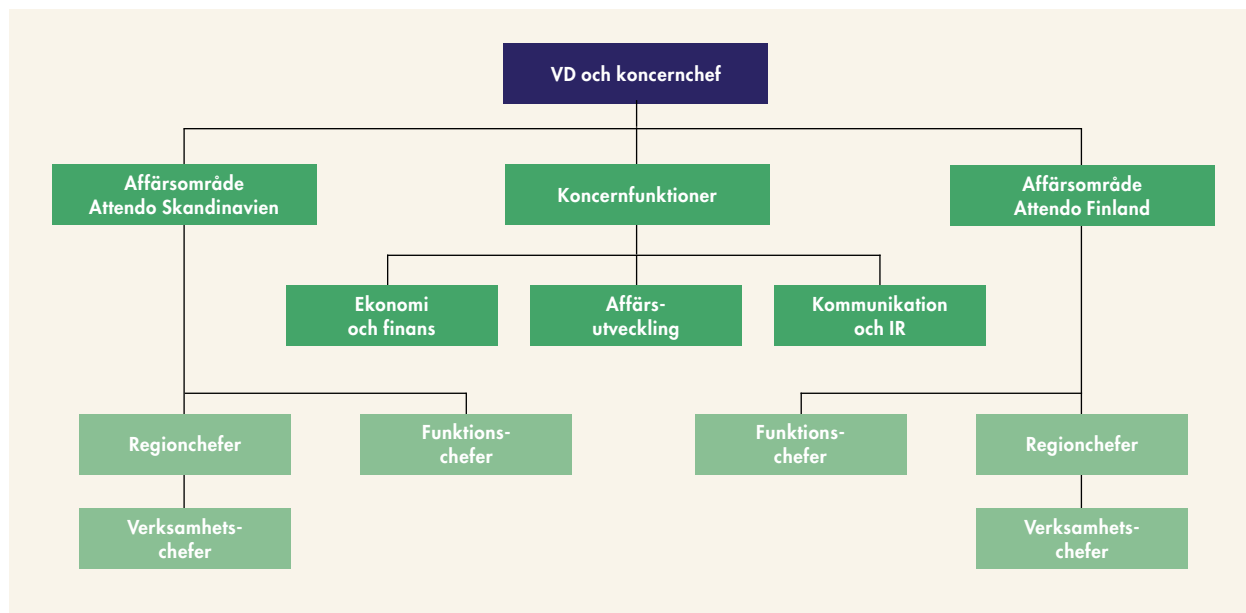 VD och koncernchef
Affärsområde
Attendo Skandinavien
Koncernfunktioner
Affärsområde
Attendo Finland
Ekonomi
och finans
Affärs-
utveckling
Kommunikation
och IR
Regionchefer
Funktions-
chefer
Funktions-
chefer
Regionchefer
Verksamhets-
chefer
Verksamhets-
chefer